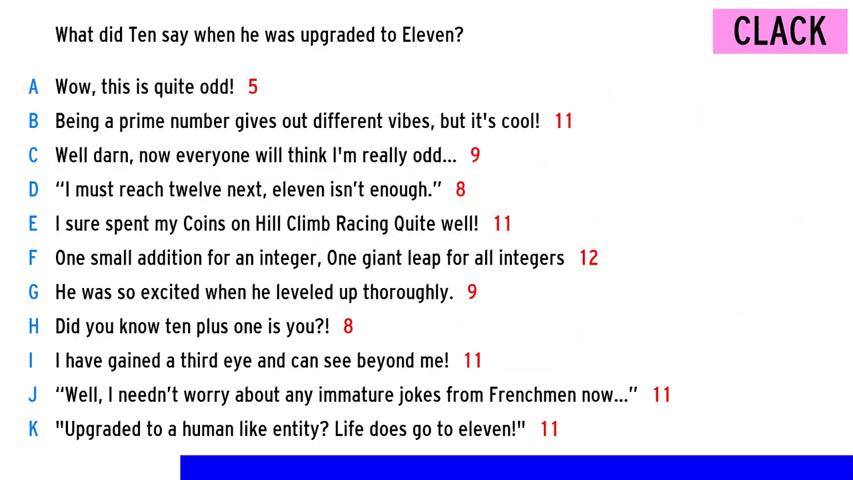 What did Ten say when he was upgraded to Eleven?
CLACK
A Wow, this is quite odd! 5
B Being a prime number gives out different vibes, but it's cool! 11
C Well darn, now everyone will think I'm really odd... 9
D “I must reach twelve next, eleven isn’t enough.” 8
E I sure spent my Coins on Hill Climb Racing Quite well! 11
F One small addition for an integer, One giant leap for all integers 12
G He was so excited when he leveled up thoroughly. 9
H Did you know ten plus one is you?! 8
I I have gained a third eye and can see beyond me! 11
J “Well, I needn’t worry about any immature jokes from Frenchmen now...” 11
K "Upgraded to a human like entity? Life does go to eleven!" 11